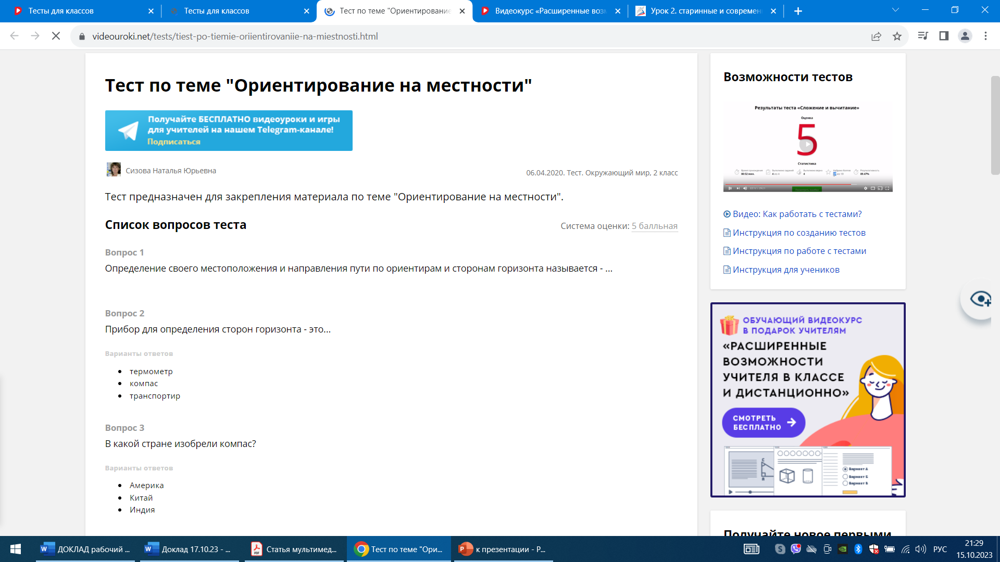 Тесты для классов
Тесты для классов
Тест по теме "Ориентирование
Видеокурс «Расширенные воз
Урок 2. старинные и современ
videouroki.net/tests/tiest-po-tiemie-oriientirovaniie-na-miestnosti.html
Тест по теме "Ориентирование на местности"
Получайте БЕСПЛАТНО видеоуроки и игры
для учителей на нашем Telegram-канале!
Подписаться
Сизова Наталья Юрьевна
06.04.2020. Тест. Окружающий мир, 2 класс
Тест предназначен для закрепления материала по теме "Ориентирование на местности".
Список вопросов теста
Система оценки: 5 балльная
Вопрос 1
Определение своего местоположения и направления пути по ориентирам и сторонам горизонта называется - ...
Вопрос 2
Прибор для определения сторон горизонта - это...
Варианты ответов
термометр
компас
транспортир
Вопрос 3
В какой стране изобрели компас?
Варианты ответов
Америка
Китай
Индия
Возможности тестов
Результаты теста «Сложение и вычитание»
Оценка
5
Статистика
Видео: Как работать с тестами?
Инструкция по созданию тестов
Инструкция по работе с тестами
Инструкция для учеников
ОБУЧАЮЩИЙ ВИДЕОКУРС
В ПОДАРОК УЧИТЕЛЯМ
«РАСШИРЕННЫЕ
ВОЗМОЖНОСТИ
УЧИТЕЛЯ В КЛАССЕ
И ДИСТАНЦИОННО»
СМОТРЕТЬ
БЕСПЛАТНО
Вариант А
Вариант Б
Вариант В
Получайте новое первыми
ДОКЛАД рабочий ...
Доклад 17.10.23 - ...
Статья мультимед...
Тест по теме "Ори...
к презентации - P...
РУС
21:29
15.10.2023